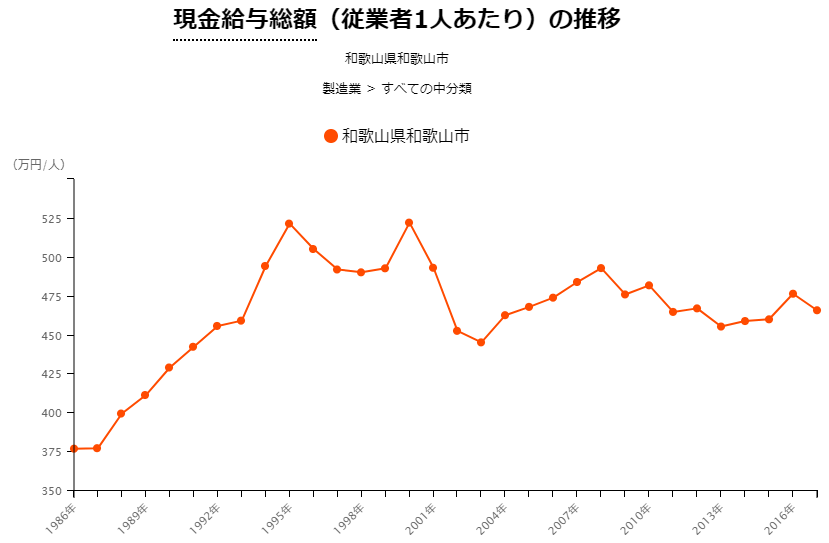 現金給与総額（従業者1人あたり）の推移
和歌山県和歌山市
製造業 > すべての中分類
和歌山県和歌山市
（万円/人）
525
500
475
450
425
400
375
350
1986年
1989年
1992年
1995年
1998年
2001年
2004年
2007年
2010年
2013年
2016年